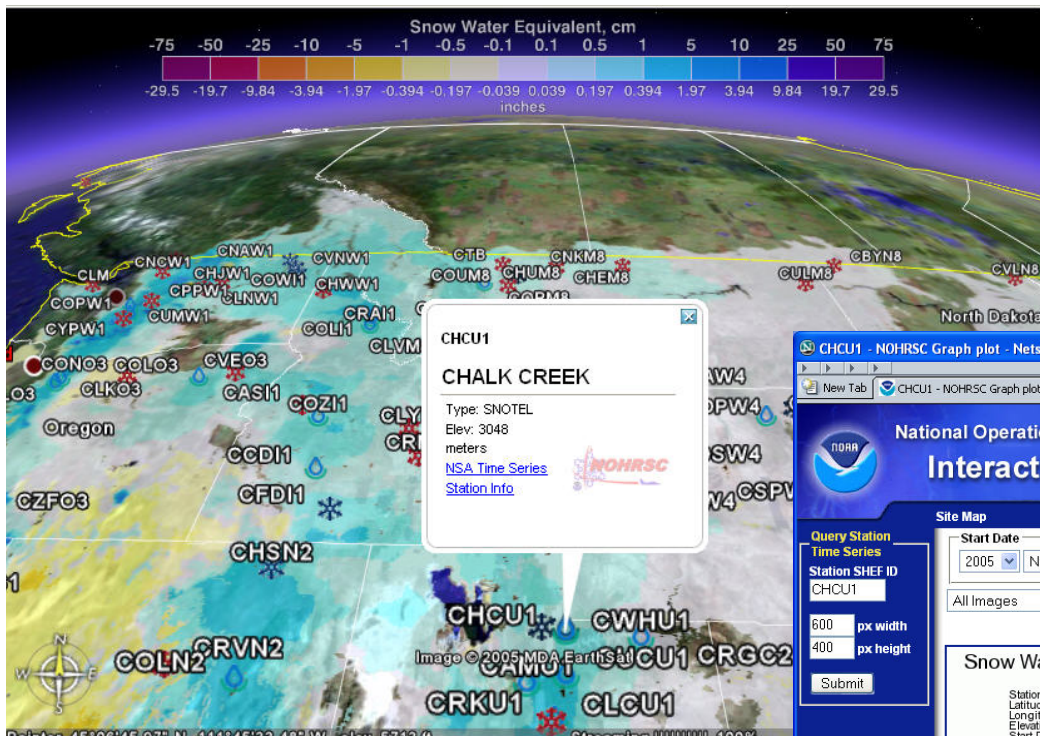 Snow Water Equivalent, cm
-75 -50 -25 -10 -5 -1 -0.5 -0.1 0.1 0.5 1 5 10 25 50 75
-29.5 -19.7 -9.84 -3.94 -1.97 -0.394 -0.197 -0.039 0.039 0.197 0.394 1.97 3.94 9.84 19.7 29.5
inches
CNAW1
CNCW1
CVNW1
CTB
CNKM8
CBYN8
CLM
CHJW1
COWI1
COUM8
CHUM8
CHEM8
CULM8
CVLN8
CPPW1
CLNW1
CHWW1
COPW1
CUMW1
CRAI1
North Dakota
CYPW1
COLI1
CLVM
CONO3
COLO3
CVEO3
CLKO3
CASI1
COZI1
Oregon
CCDI1
CZFO3
CFDI1
CHSN2
CHCU1
CWHU1
COLN2
CRVN2
Image © 2005 MDA EarthSat
CAMU1
CRGC2
CRKU1
CLCU1
N
W
E
S
CHCU1
CHALK CREEK
Type: SNOTEL
Elev: 3048
meters
NSA Time Series
Station Info
NOHRSC
CHCU1 - NOHRSC Graph plot - Nets
New Tab
CHCU1 - NOHRSC Graph plot
NOAA
National Operati
Interact
Site Map
Query Station
Time Series
Station SHEF ID
CHCU1
600 px width
400 px height
Submit
Start Date
2005 N
All Images
Snow Wa
Station
Latitud
Longit
Elevati
Start D